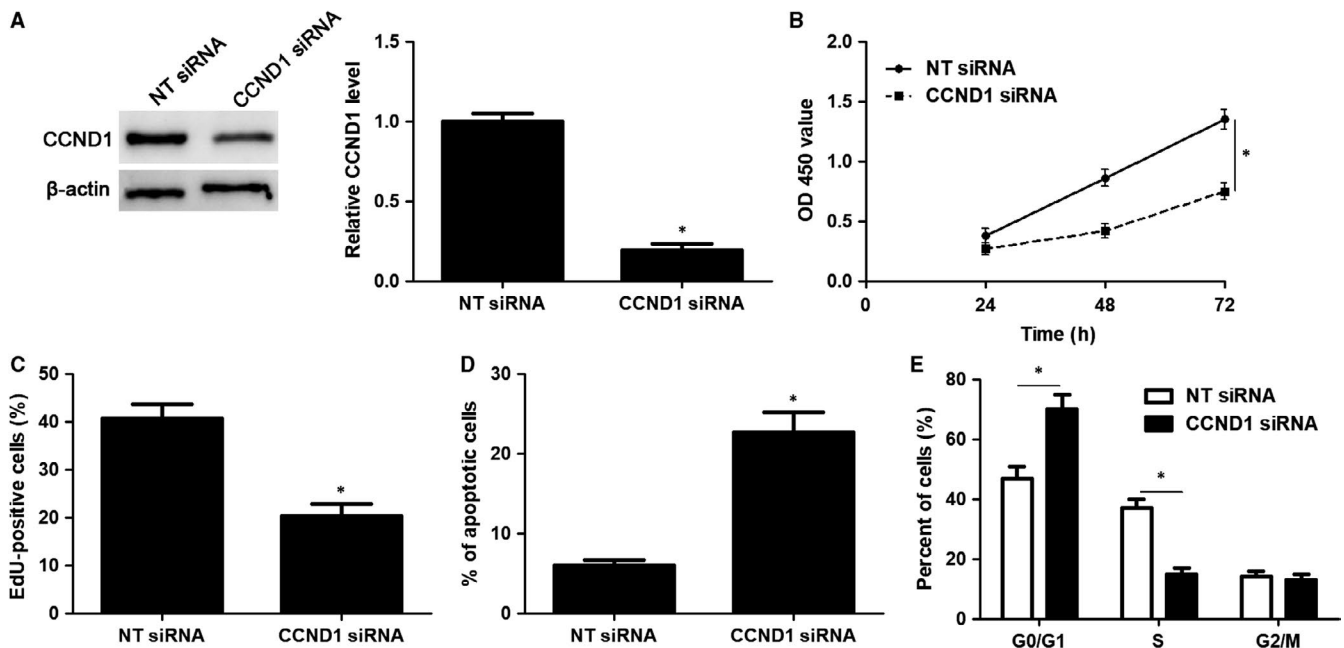 A
NT siRNA
CCND1 siRNA
CCND1
β-actin
Relative CCND1 level
1.5
1.0
0.5
0.0
*
NT siRNA
CCND1 siRNA
B
NT siRNA
CCND1 siRNA
OD 450 value
2.0
1.5
1.0
0.5
0.0
*
0
24
48
72
Time (h)
C
EdU-positive cells (%)
50
40
30
20
10
0
*
NT siRNA
CCND1 siRNA
D
% of apoptotic cells
30
20
10
0
*
NT siRNA
CCND1 siRNA
E
Percent of cells (%)
80
60
40
20
0
*
*
NT siRNA
CCND1 siRNA
G0/G1
S
G2/M